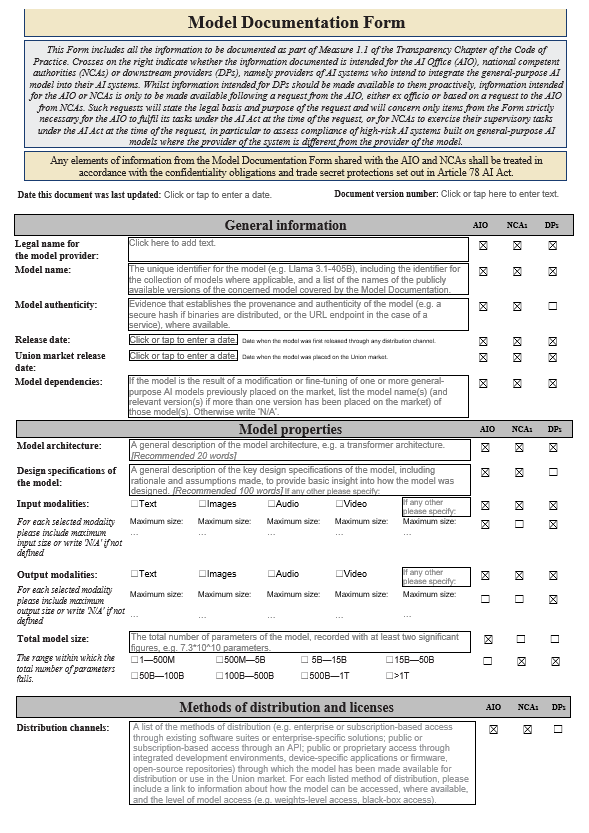 Model Documentation Form
This Form includes all the information to be documented as part of Measure 1.1 of the Transparency Chapter of the Code of
Practice. Crosses on the right indicate whether the information documented is intended for the AI Office (AIO), national competent
authorities (NCAs) or downstream providers (DPs), namely providers of AI systems who intend to integrate the general-purpose AI
model into their AI systems. Whilst information intended for DPs should be made available to them proactively, information intended
for the AIO or NCAs is only to be made available following a request from the AIO, either ex officio or based on a request to the AIO
from NCAs. Such requests will state the legal basis and purpose of the request and will concern only items from the Form strictly
necessary for the AIO to fulfil its tasks under the AI Act at the time of the request, or for NCAs to exercise their supervisory tasks
under the AI Act at the time of the request, in particular to assess compliance of high-risk AI systems built on general-purpose AI
models where the provider of the system is different from the provider of the model.
Any elements of information from the Model Documentation Form shared with the AIO and NCAs shall be treated in
accordance with the confidentiality obligations and trade secret protections set out in Article 78 AI Act.
Date this document was last updated: Click or tap to enter a date. Document version number: Click or tap here to enter text.
General information AIO NCAs DPs
Legal name for Click here to add text. ☒ ☒ ☒
the model provider:
Model name: The unique identifier for the model (e.g. Llama 3.1-405B), including the identifier for ☒ ☒ ☒
the collection of models where applicable, and a list of the names of the publicly
available versions of the concerned model covered by the Model Documentation.
Model authenticity: Evidence that establishes the provenance and authenticity of the model (e.g. a ☒ ☒ ☐
secure hash if binaries are distributed, or the URL endpoint in the case of a
service), where available.
Release date: Click or tap to enter a date. Date when the model was first released through any distribution channel. ☒ ☒ ☒
Union market release Click or tap to enter a date. Date when the model was placed on the Union market. ☒ ☒ ☒
date:
Model dependencies: If the model is the result of a modification or fine-tuning of one or more general- ☒ ☒ ☒
purpose AI models previously placed on the market, list the model name(s) (and
relevant version(s) if more than one version has been placed on the market) of
those model(s). Otherwise write 'N/A'.
Model properties AIO NCAs DPs
Model architecture: A general description of the model architecture, e.g. a transformer architecture. ☒ ☒ ☒
[Recommended 20 words]
Design specifications of A general description of the key design specifications of the model, including ☒ ☒ ☐
the model: rationale and assumptions made, to provide basic insight into how the model was
designed. [Recommended 100 words] If any other please specify:
Input modalities: ☐Text ☐Images ☐Audio ☐Video If any other ☒ ☒ ☒
please specify:
For each selected modality Maximum size: Maximum size: Maximum size: Maximum size: Maximum size: ☒ ☐ ☒
please include maximum
input size or write 'N/A' if not … … … … …
defined
Output modalities: ☐Text ☐Images ☐Audio ☐Video If any other ☒ ☒ ☒
please specify:
For each selected modality Maximum size: Maximum size: Maximum size: Maximum size: Maximum size: ☐ ☐ ☒
please include maximum
output size or write 'N/A' if not … … … … …
defined
Total model size: The total number of parameters of the model, recorded with at least two significant ☒ ☐ ☐
figures, e.g. 7.3*10^10 parameters.
The range within which the ☐1—500M ☐500M—5B ☐ 5B—15B ☐15B—50B ☐ ☒ ☒
total number of parameters
falls. ☐50B—100B ☐100B—500B ☐500B—1T ☐>1T
Methods of distribution and licenses AIO NCAs DPs
Distribution channels: A list of the methods of distribution (e.g. enterprise or subscription-based access ☒ ☒ ☐
through existing software suites or enterprise-specific solutions; public or
subscription-based access through an API; public or proprietary access through
integrated development environments, device-specific applications or firmware,
open-source repositories) through which the model has been made available for
distribution or use in the Union market. For each listed method of distribution, please
include a link to information about how the model can be accessed, where available,
and the level of model access (e.g. weights-level access, black-box access).